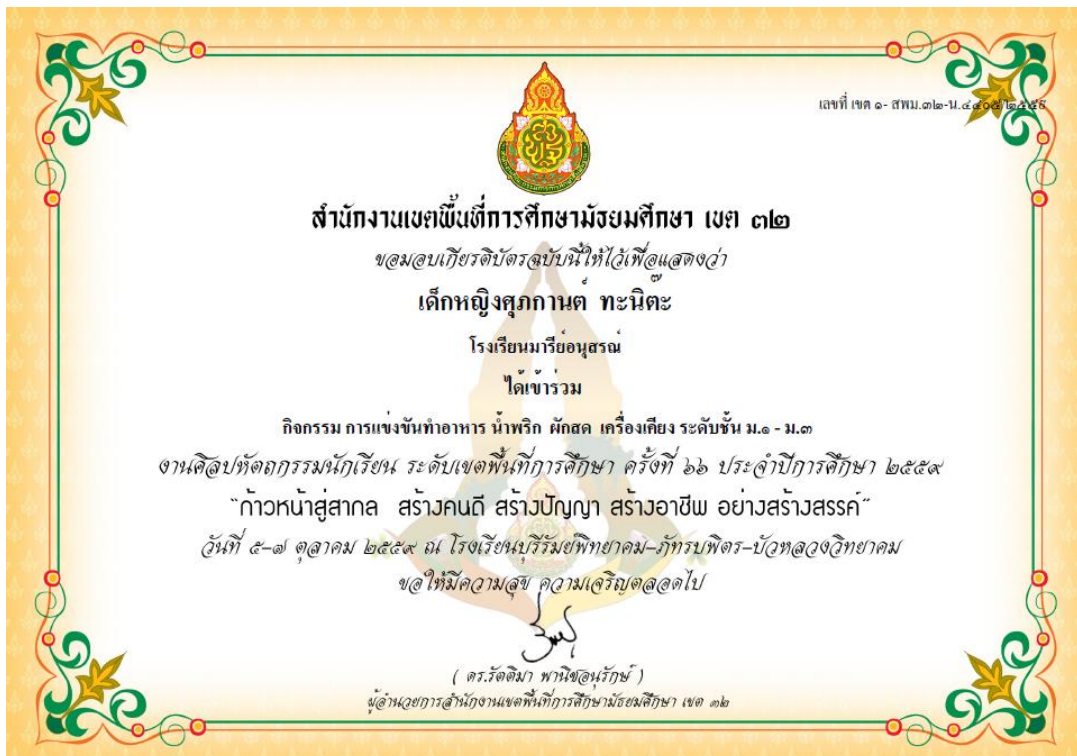 เลขที่ เขต ๑- สพม.๓๒-น.๔๔๐๕/๒๕๕๙
สำนักงานเขตพื้นที่การศึกษามัธยมศึกษา เขต ๓๒
ขอมอบเกียรติบัตรฉบับนี้ให้ไว้เพื่อแสดงว่า
เด็กหญิงศุภกานต์ ทะนิต๊ะ
โรงเรียนมารีย์อนุสรณ์
ได้เข้าร่วม
กิจกรรม การแข่งขันทำอาหาร น้ำพริก ผักสด เครื่องเคียง ระดับชั้น ม.๑ - ม.๓
งานศิลปหัตถกรรมนักเรียน ระดับเขตพื้นที่การศึกษา ครั้งที่ ๖๖ ประจำปีการศึกษา ๒๕๕๙
“ก้าวหน้าสู่สากล สร้างคนดี สร้างปัญญา สร้างอาชีพ อย่างสร้างสรรค์”
วันที่ ๕–๗ ตุลาคม ๒๕๕๙ ณ โรงเรียนบุรีรัมย์พิทยาคม–ภัทรบพิตร–บัวหลวงวิทยาคม
ขอให้มีความสุข ความเจริญตลอดไป
( ดร.รัตติมา พานิชอนุรักษ์ )
ผู้อำนวยการสำนักงานเขตพื้นที่การศึกษามัธยมศึกษา เขต ๓๒